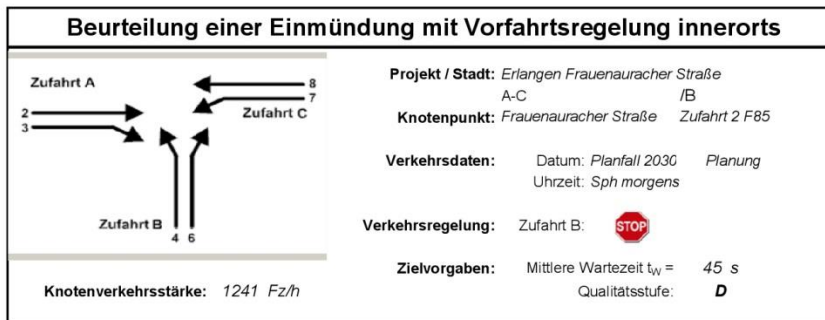 Beurteilung einer Einmündung mit Vorfahrtsregelung innerorts
Zufahrt A
8
7
Zufahrt C
2
3
Zufahrt B
4 6
Knotenverkehrsstärke: 1241 Fz/h
Projekt / Stadt: Erlangen Frauenauracher Straße
A-C /B
Knotenpunkt: Frauenauracher Straße Zufahrt 2 F85
Verkehrsdaten: Datum: Planfall 2030 Planung
Uhrzeit: Sph morgens
Verkehrsregelung: Zufahrt B: STOP
Zielvorgaben: Mittlere Wartezeit tW = 45 s
Qualitätsstufe: D